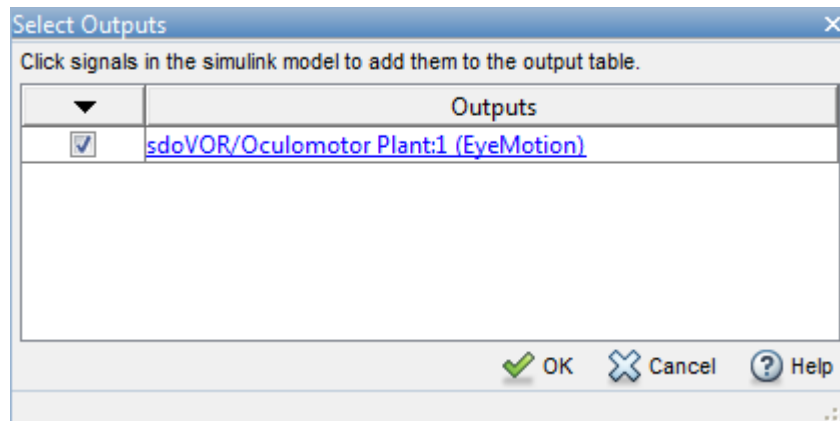 Select Outputs
Click signals in the simulink model to add them to the output table.
Outputs
sdoVOR/Oculomotor Plant:1 (EyeMotion)
OK Cancel Help